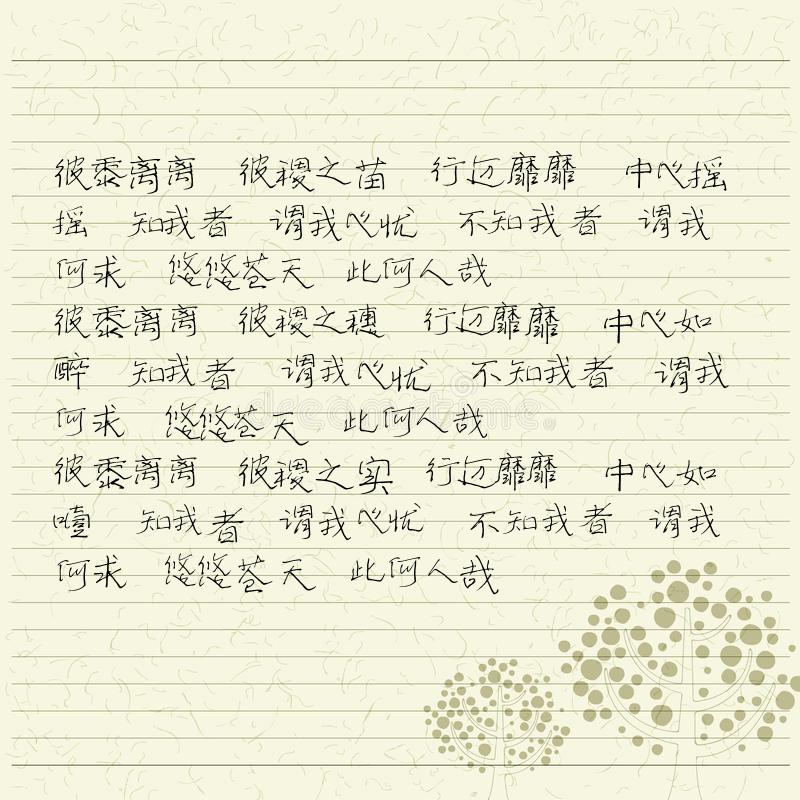 彼黍离离 彼稷之苗 行迈靡靡 中心摇
摇 知我者 谓我心忧 不知我者 谓我
何求 悠悠苍天 此何人哉
彼黍离离 彼稷之穗 行迈靡靡 中心如
醉 知我者 谓我心忧 不知我者 谓我
何求 悠悠苍天 此何人哉
彼黍离离 彼稷之实 行迈靡靡 中心如
噎 知我者 谓我心忧 不知我者 谓我
何求 悠悠苍天 此何人哉
dreamstime.com